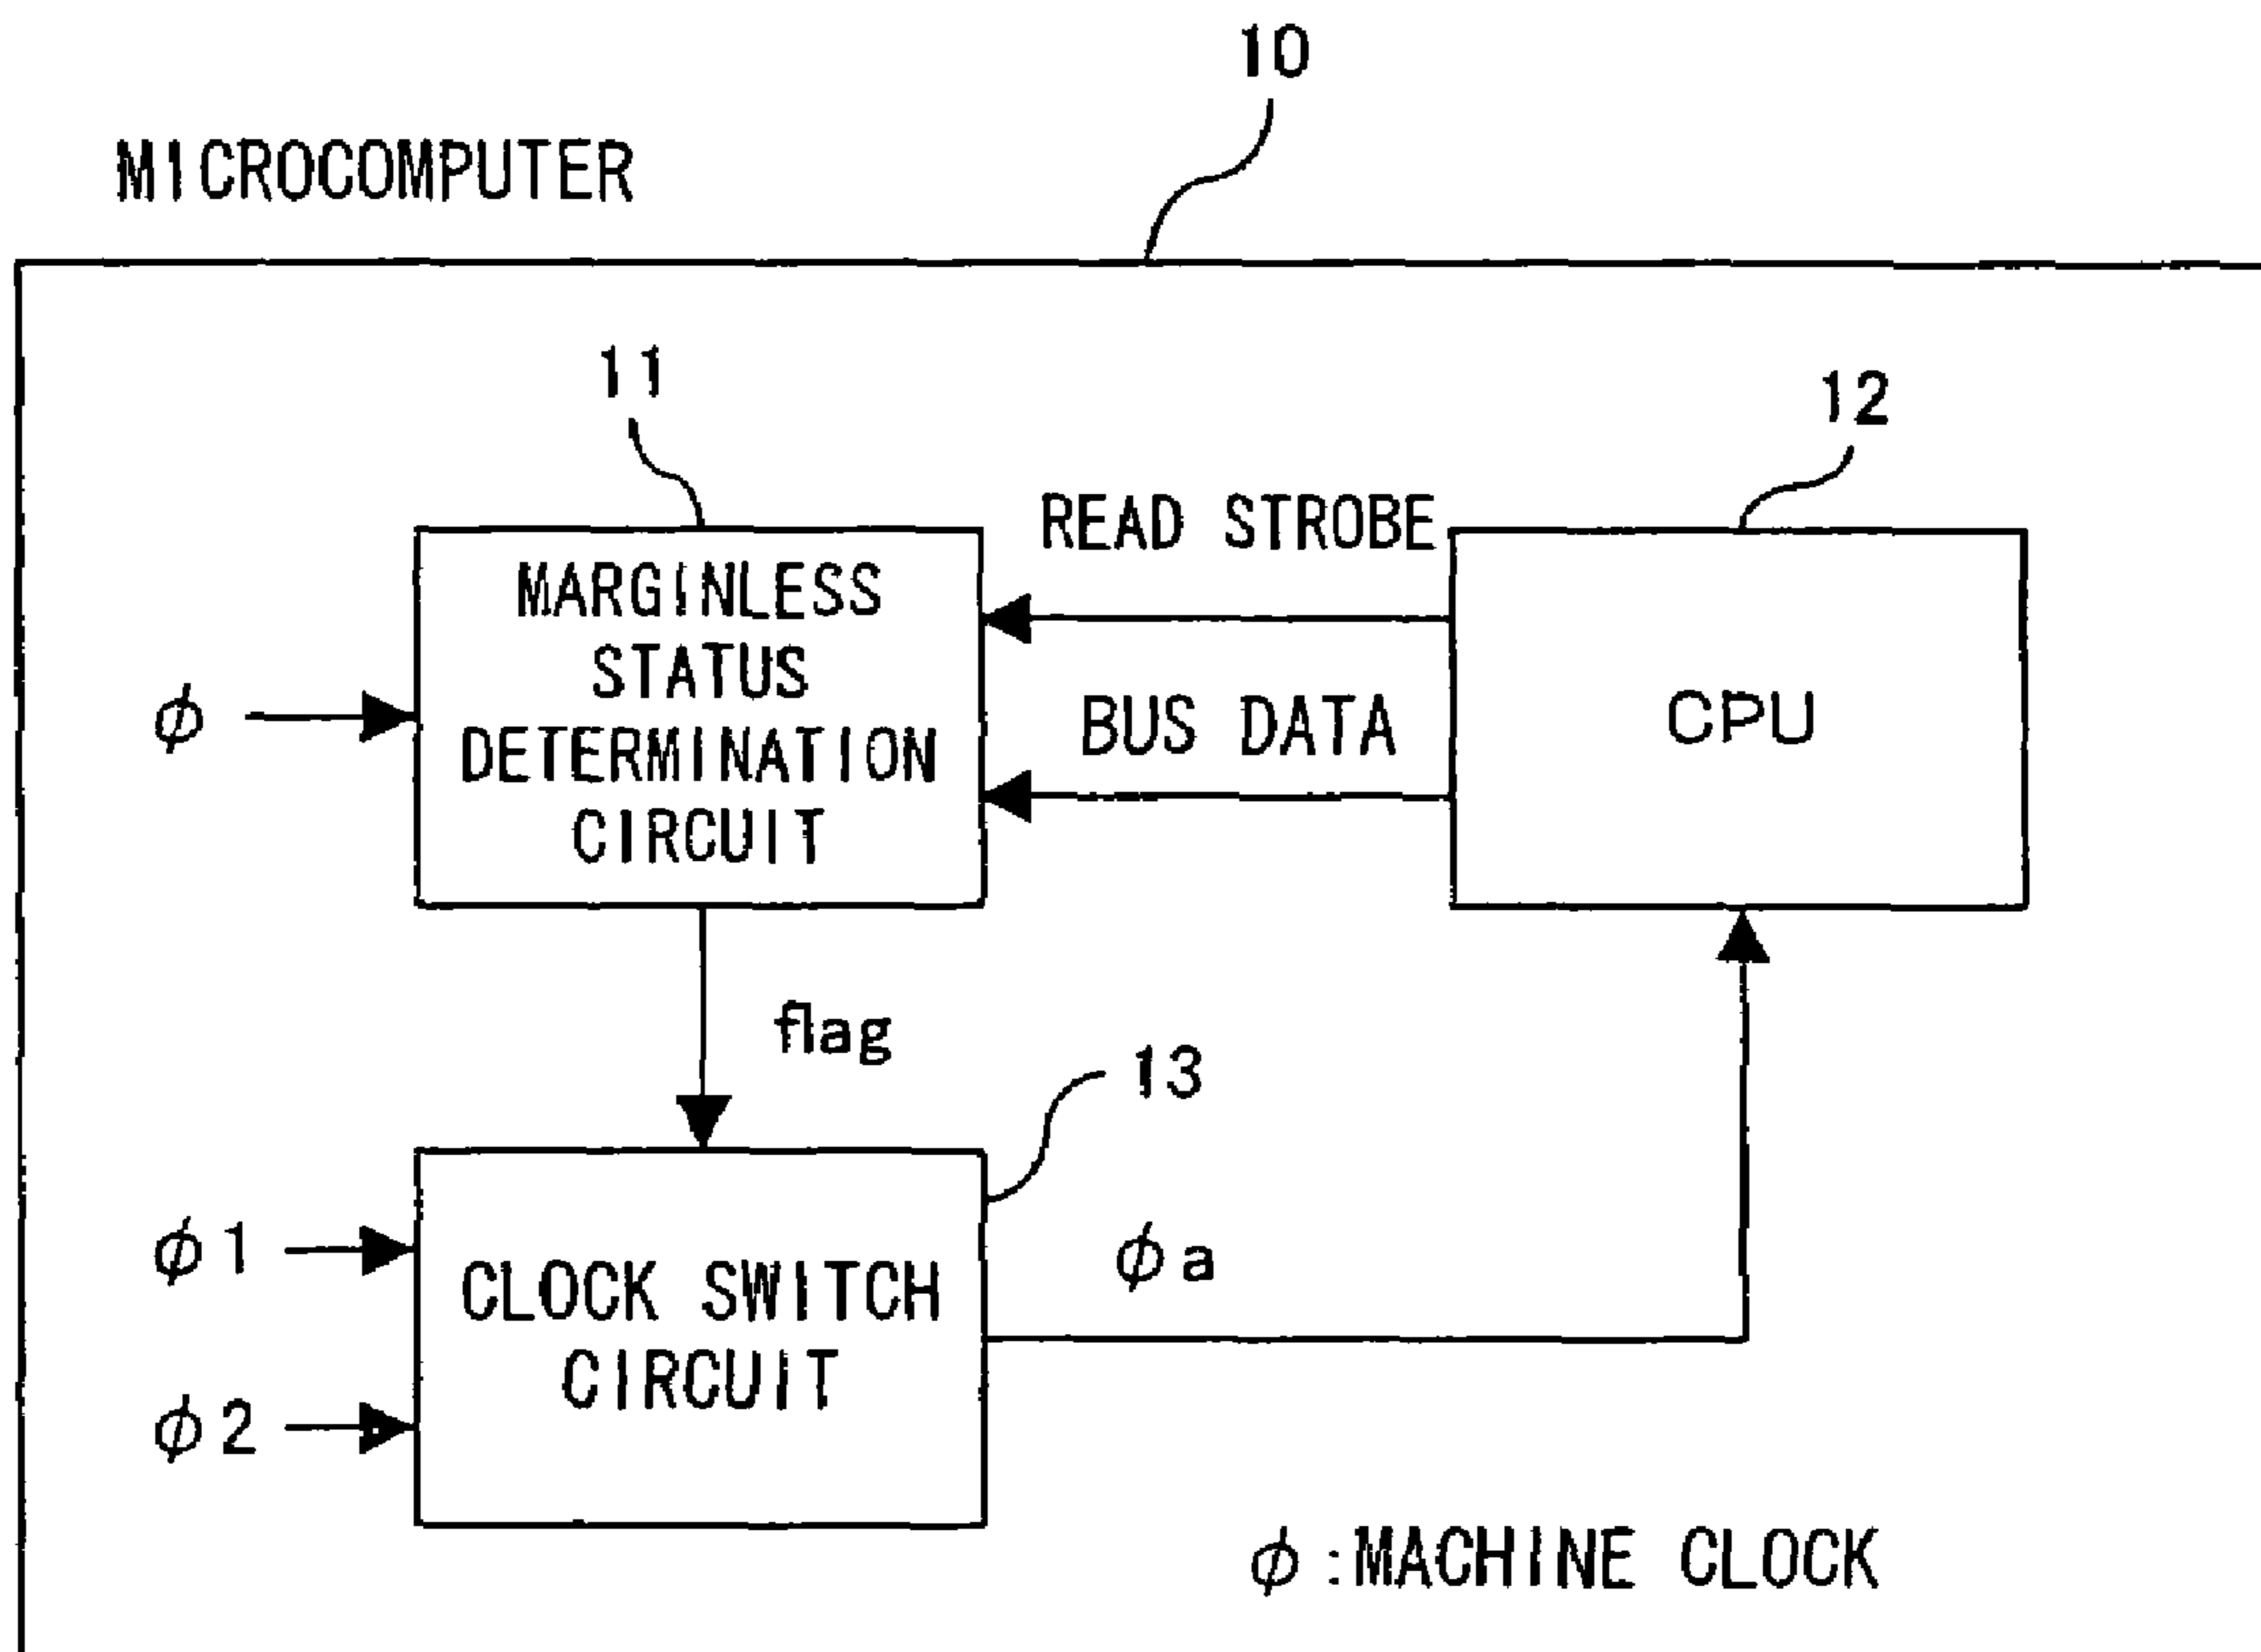 10
MICROCOMPUTER
11
12
READ STROBE
MARGINLESS
STATUS
DETERMINATION
CIRCUIT
ϕ
BUS DATA
CPU
flag
13
ϕ1
ϕa
CLOCK SWITCH
CIRCUIT
ϕ2
ϕ:MACHINE CLOCK